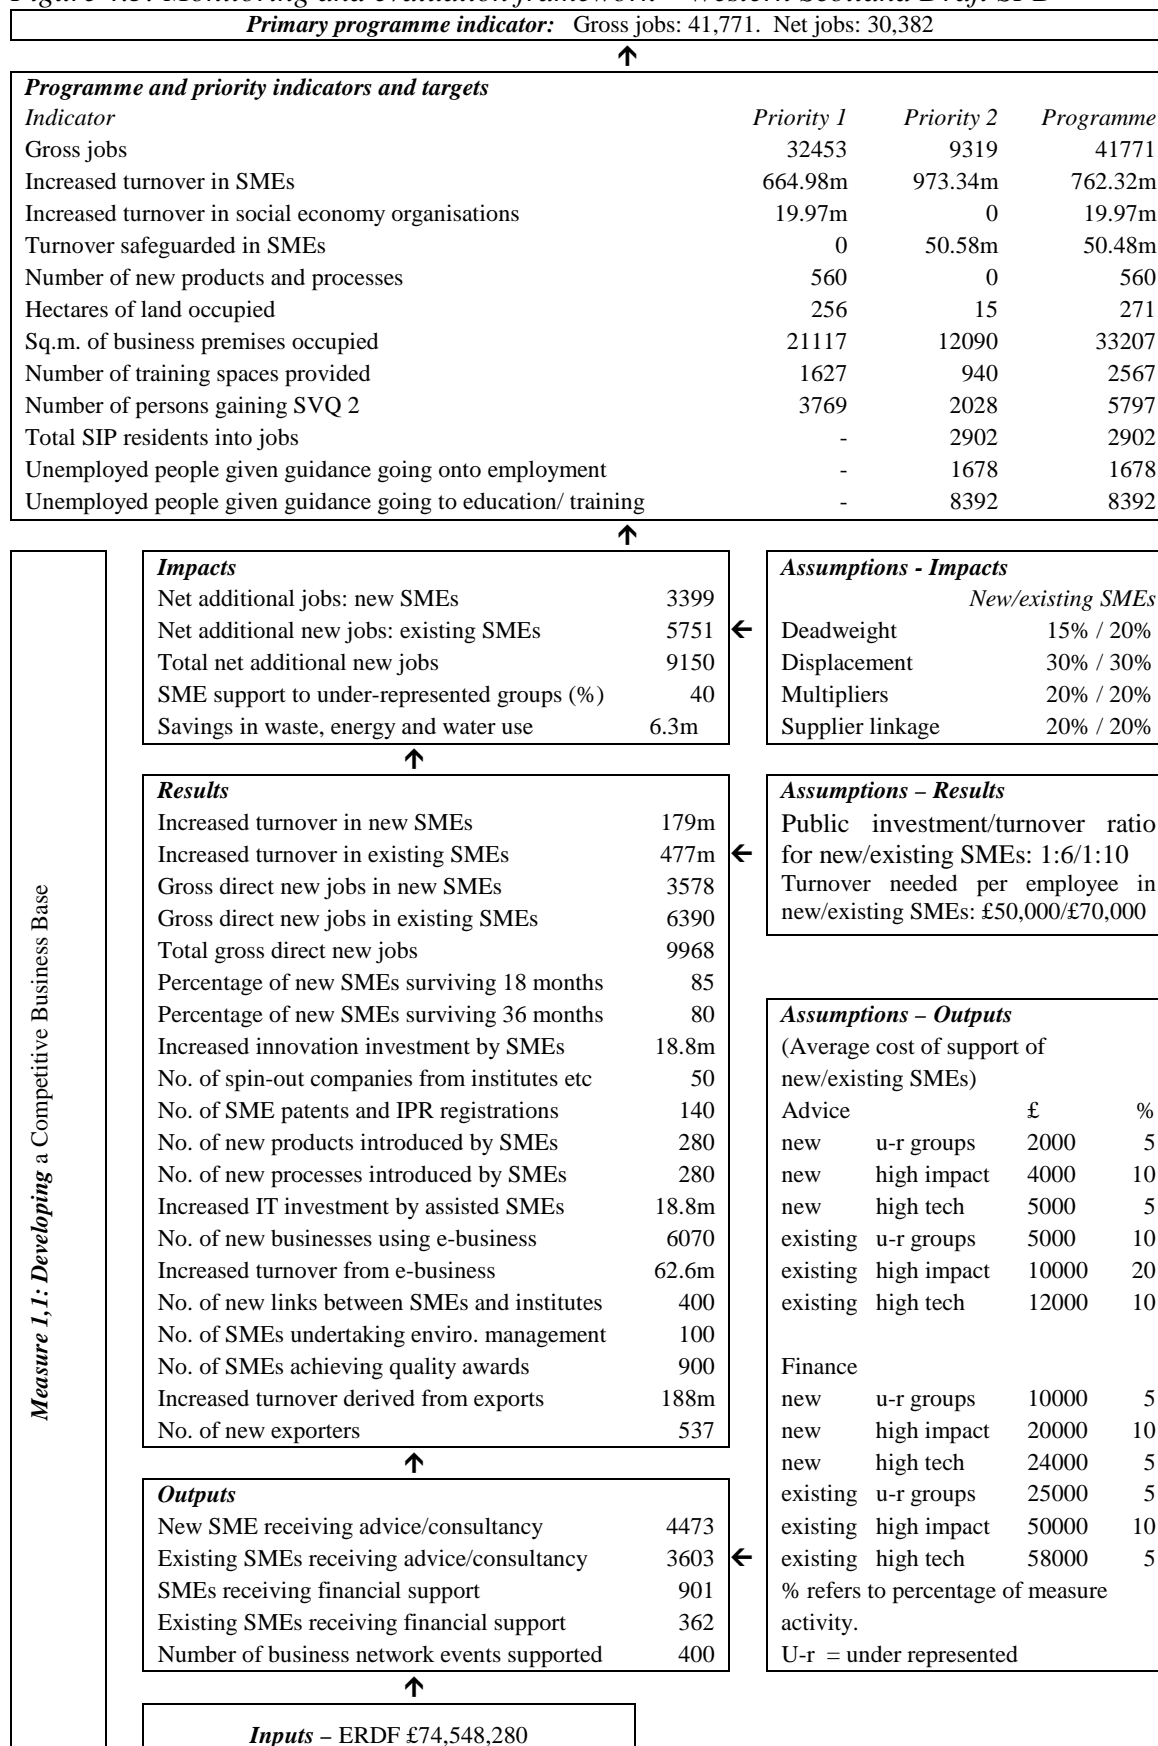 Figure 4.3: Monitoring and evaluation framework – Western Scotland Draft SPD
Primary programme indicator: Gross jobs: 41,771. Net jobs: 30,382
↑
Programme and priority indicators and targets
Indicator Priority 1 Priority 2 Programme
Gross jobs 32453 9319 41771
Increased turnover in SMEs 664.98m 973.34m 762.32m
Increased turnover in social economy organisations 19.97m 0 19.97m
Turnover safeguarded in SMEs 0 50.58m 50.48m
Number of new products and processes 560 0 560
Hectares of land occupied 256 15 271
Sq.m. of business premises occupied 21117 12090 33207
Number of training spaces provided 1627 940 2567
Number of persons gaining SVQ 2 3769 2028 5797
Total SIP residents into jobs - 2902 2902
Unemployed people given guidance going onto employment - 1678 1678
Unemployed people given guidance going to education/ training - 8392 8392
↑
Measure 1,1: Developing a Competitive Business Base
Impacts
Net additional jobs: new SMEs 3399
Net additional new jobs: existing SMEs 5751
Total net additional new jobs 9150
SME support to under-represented groups (%) 40
Savings in waste, energy and water use 6.3m
←
Assumptions - Impacts
New/existing SMEs
Deadweight 15% / 20%
Displacement 30% / 30%
Multipliers 20% / 20%
Supplier linkage 20% / 20%
↑
Results
Increased turnover in new SMEs 179m
Increased turnover in existing SMEs 477m
Gross direct new jobs in new SMEs 3578
Gross direct new jobs in existing SMEs 6390
Total gross direct new jobs 9968
Percentage of new SMEs surviving 18 months 85
Percentage of new SMEs surviving 36 months 80
Increased innovation investment by SMEs 18.8m
No. of spin-out companies from institutes etc 50
No. of SME patents and IPR registrations 140
No. of new products introduced by SMEs 280
No. of new processes introduced by SMEs 280
Increased IT investment by assisted SMEs 18.8m
No. of new businesses using e-business 6070
Increased turnover from e-business 62.6m
No. of new links between SMEs and institutes 400
No. of SMEs undertaking enviro. management 100
No. of SMEs achieving quality awards 900
Increased turnover derived from exports 188m
No. of new exporters 537
←
Assumptions – Results
Public investment/turnover ratio
for new/existing SMEs: 1:6/1:10
Turnover needed per employee in
new/existing SMEs: £50,000/£70,000
↑
Outputs
New SME receiving advice/consultancy 4473
Existing SMEs receiving advice/consultancy 3603
SMEs receiving financial support 901
Existing SMEs receiving financial support 362
Number of business network events supported 400
←
Assumptions – Outputs
(Average cost of support of
new/existing SMEs)
Advice £ %
new u-r groups 2000 5
new high impact 4000 10
new high tech 5000 5
existing u-r groups 5000 10
existing high impact 10000 20
existing high tech 12000 10
Finance
new u-r groups 10000 5
new high impact 20000 10
new high tech 24000 5
existing u-r groups 25000 5
existing high impact 50000 10
existing high tech 58000 5
% refers to percentage of measure
activity.
U-r = under represented
↑
Inputs – ERDF £74,548,280